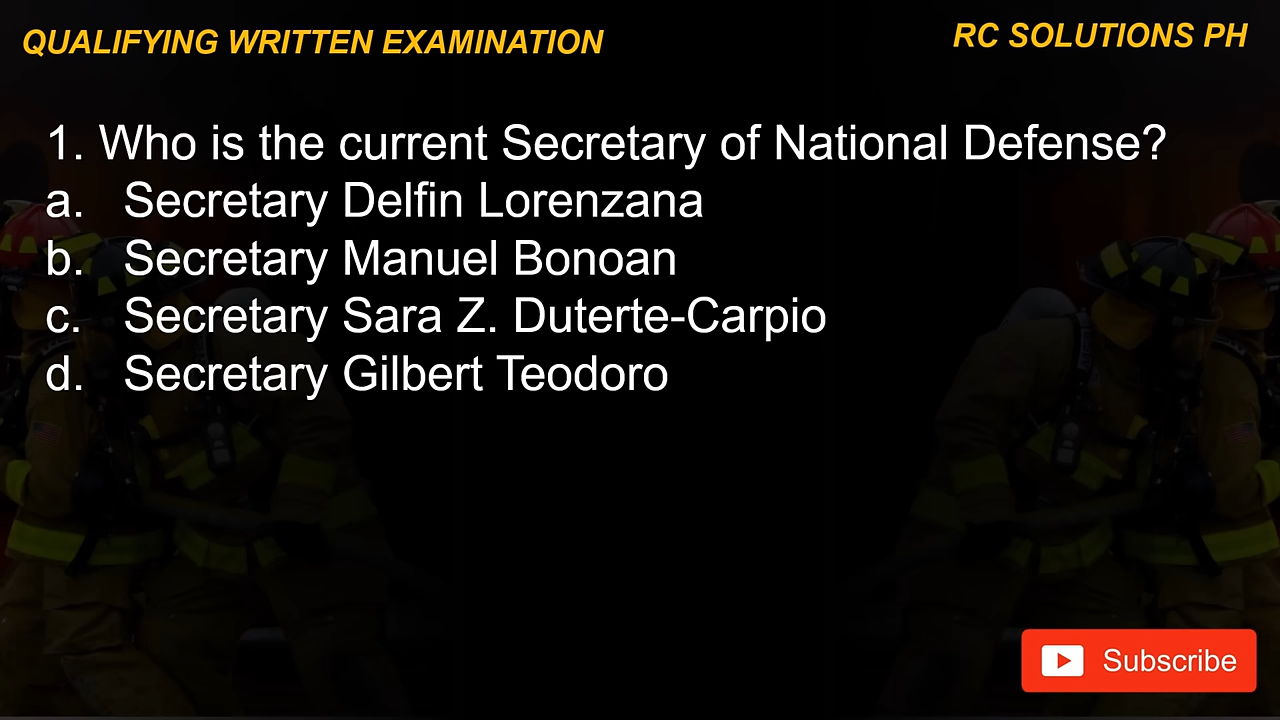 QUALIFYING WRITTEN EXAMINATION
RC SOLUTIONS PH
1. Who is the current Secretary of National Defense?
a. Secretary Delfin Lorenzana
b. Secretary Manuel Bonoan
c. Secretary Sara Z. Duterte-Carpio
d. Secretary Gilbert Teodoro
Subscribe